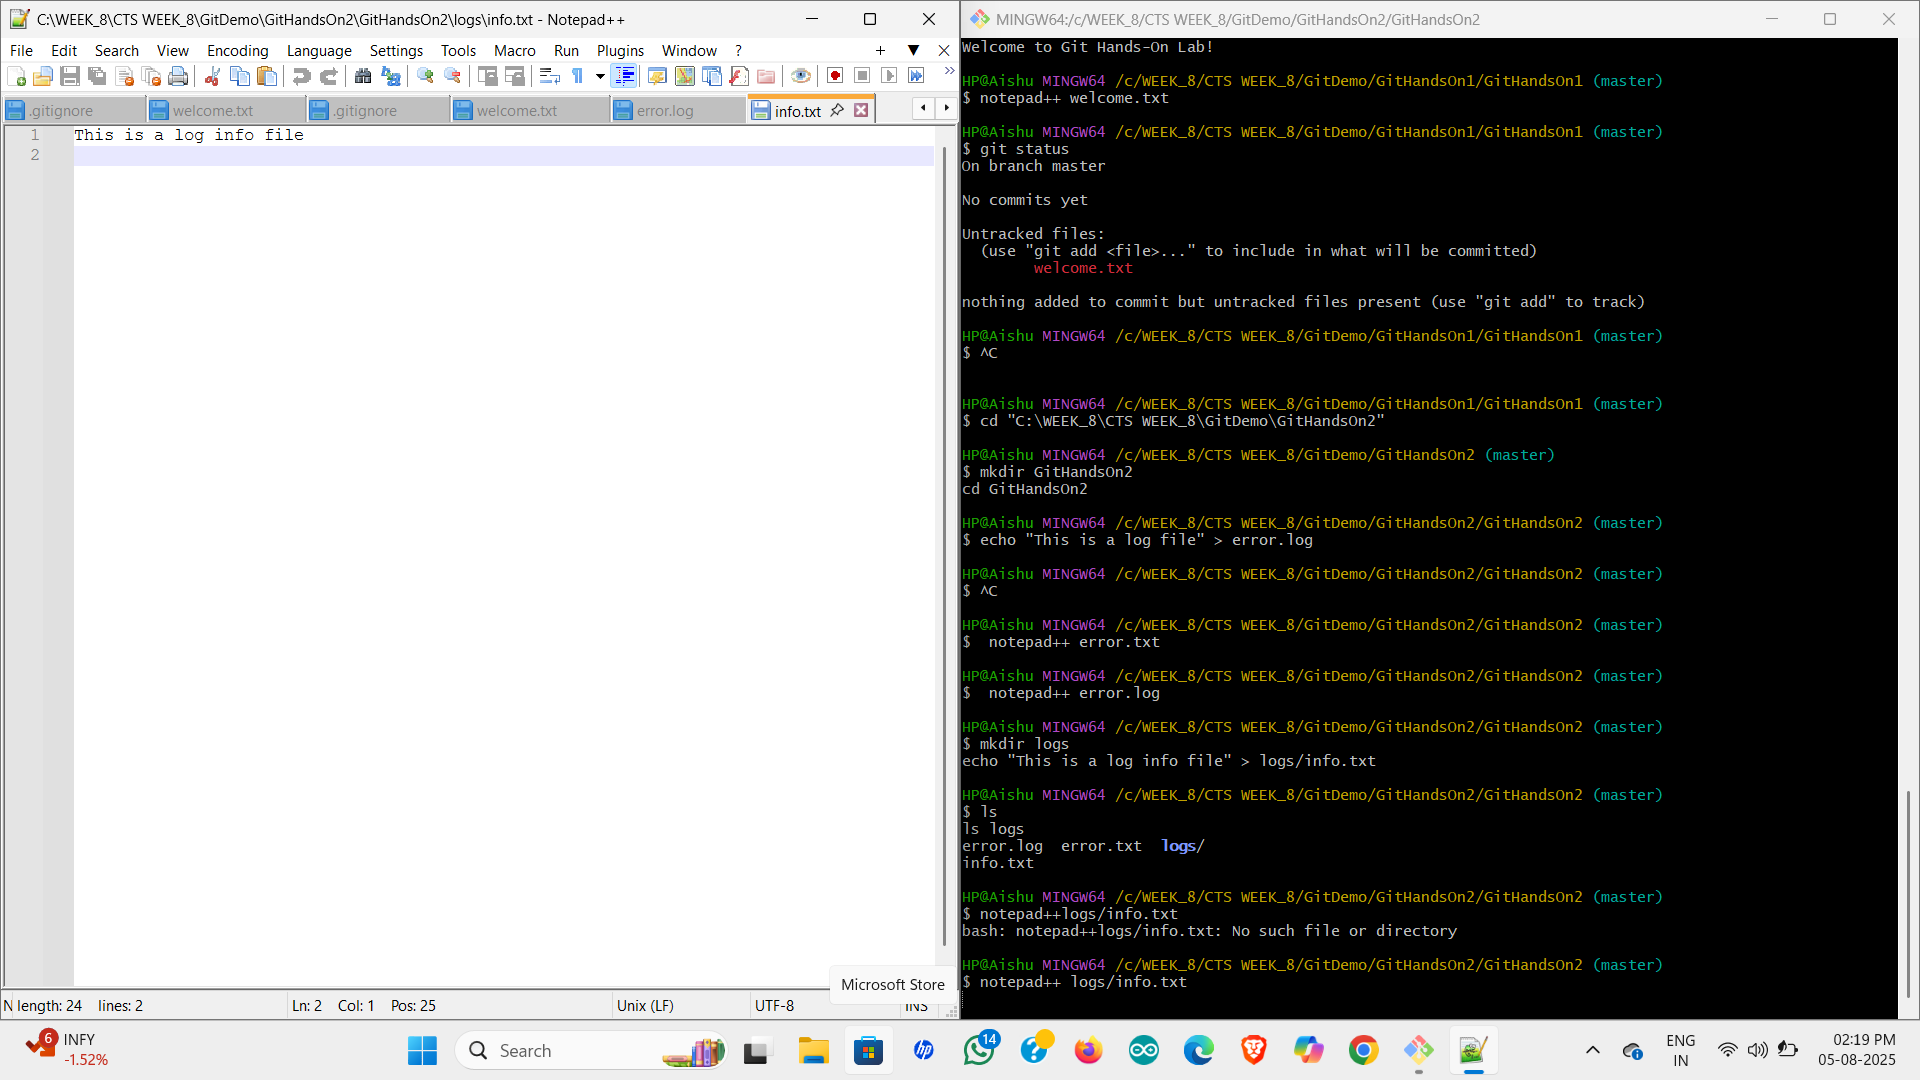 C:\WEEK_8\CTS WEEK_8\GitDemo\GitHandsOn2\GitHandsOn2\logs\info.txt - Notepad++
File Edit Search View Encoding Language Settings Tools Macro Run Plugins Window ?
.gitignore welcome.txt .gitignore welcome.txt error.log info.txt
1 This is a log info file
2
N length: 24 lines: 2 Ln: 2 Col: 1 Pos: 25 Unix (LF) UTF-8 INS
Microsoft Store
MINGW64:/c/WEEK_8/CTS WEEK_8/GitDemo/GitHandsOn2/GitHandsOn2
Welcome to Git Hands-On Lab!
HP@Aishu MINGW64 /c/WEEK_8/CTS WEEK_8/GitDemo/GitHandsOn1/GitHandsOn1 (master)
$ notepad++ welcome.txt
HP@Aishu MINGW64 /c/WEEK_8/CTS WEEK_8/GitDemo/GitHandsOn1/GitHandsOn1 (master)
$ git status
On branch master
No commits yet
Untracked files:
(use "git add <file>..." to include in what will be committed)
welcome.txt
nothing added to commit but untracked files present (use "git add" to track)
HP@Aishu MINGW64 /c/WEEK_8/CTS WEEK_8/GitDemo/GitHandsOn1/GitHandsOn1 (master)
$ ^C
HP@Aishu MINGW64 /c/WEEK_8/CTS WEEK_8/GitDemo/GitHandsOn1/GitHandsOn1 (master)
$ cd "C:\WEEK_8\CTS WEEK_8\GitDemo\GitHandsOn2"
HP@Aishu MINGW64 /c/WEEK_8/CTS WEEK_8/GitDemo/GitHandsOn2 (master)
$ mkdir GitHandsOn2
cd GitHandsOn2
HP@Aishu MINGW64 /c/WEEK_8/CTS WEEK_8/GitDemo/GitHandsOn2/GitHandsOn2 (master)
$ echo "This is a log file" > error.log
HP@Aishu MINGW64 /c/WEEK_8/CTS WEEK_8/GitDemo/GitHandsOn2/GitHandsOn2 (master)
$ ^C
HP@Aishu MINGW64 /c/WEEK_8/CTS WEEK_8/GitDemo/GitHandsOn2/GitHandsOn2 (master)
$  notepad++ error.txt
HP@Aishu MINGW64 /c/WEEK_8/CTS WEEK_8/GitDemo/GitHandsOn2/GitHandsOn2 (master)
$  notepad++ error.log
HP@Aishu MINGW64 /c/WEEK_8/CTS WEEK_8/GitDemo/GitHandsOn2/GitHandsOn2 (master)
$ mkdir logs
echo "This is a log info file" > logs/info.txt
HP@Aishu MINGW64 /c/WEEK_8/CTS WEEK_8/GitDemo/GitHandsOn2/GitHandsOn2 (master)
$ ls
ls logs
error.log error.txt logs/
info.txt
HP@Aishu MINGW64 /c/WEEK_8/CTS WEEK_8/GitDemo/GitHandsOn2/GitHandsOn2 (master)
$ notepad++logs/info.txt
bash: notepad++logs/info.txt: No such file or directory
HP@Aishu MINGW64 /c/WEEK_8/CTS WEEK_8/GitDemo/GitHandsOn2/GitHandsOn2 (master)
$ notepad++ logs/info.txt
6 INFY
-1.52%
Search
hp
14
ENG
IN
02:19 PM
05-08-2025